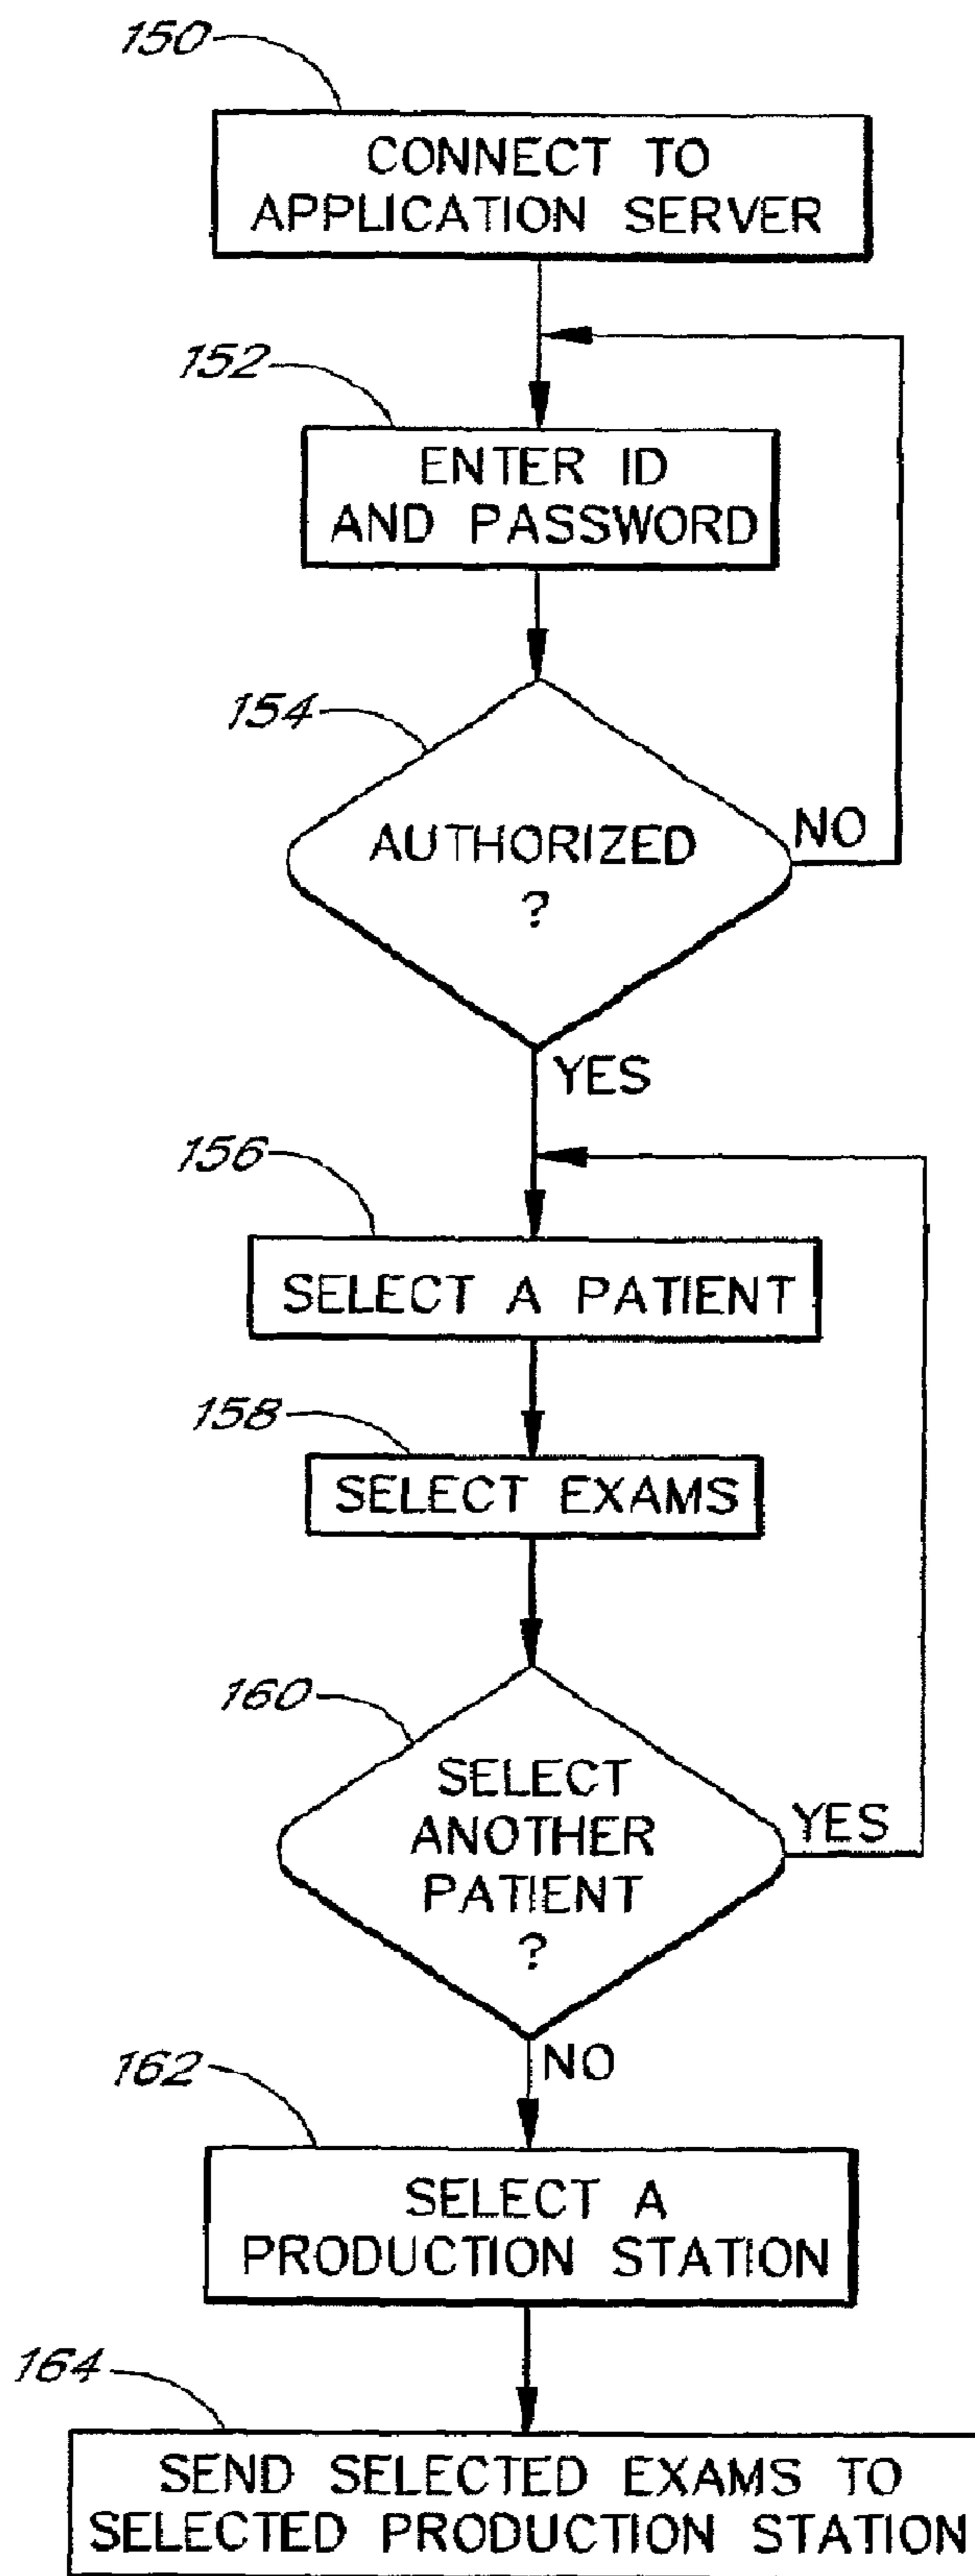 150
CONNECT TO
APPLICATION SERVER
152
ENTER ID
AND PASSWORD
154
AUTHORIZED
?
NO
YES
156
SELECT A PATIENT
158
SELECT EXAMS
160
SELECT
ANOTHER
PATIENT
?
YES
NO
162
SELECT A
PRODUCTION STATION
164
SEND SELECTED EXAMS TO
SELECTED PRODUCTION STATION